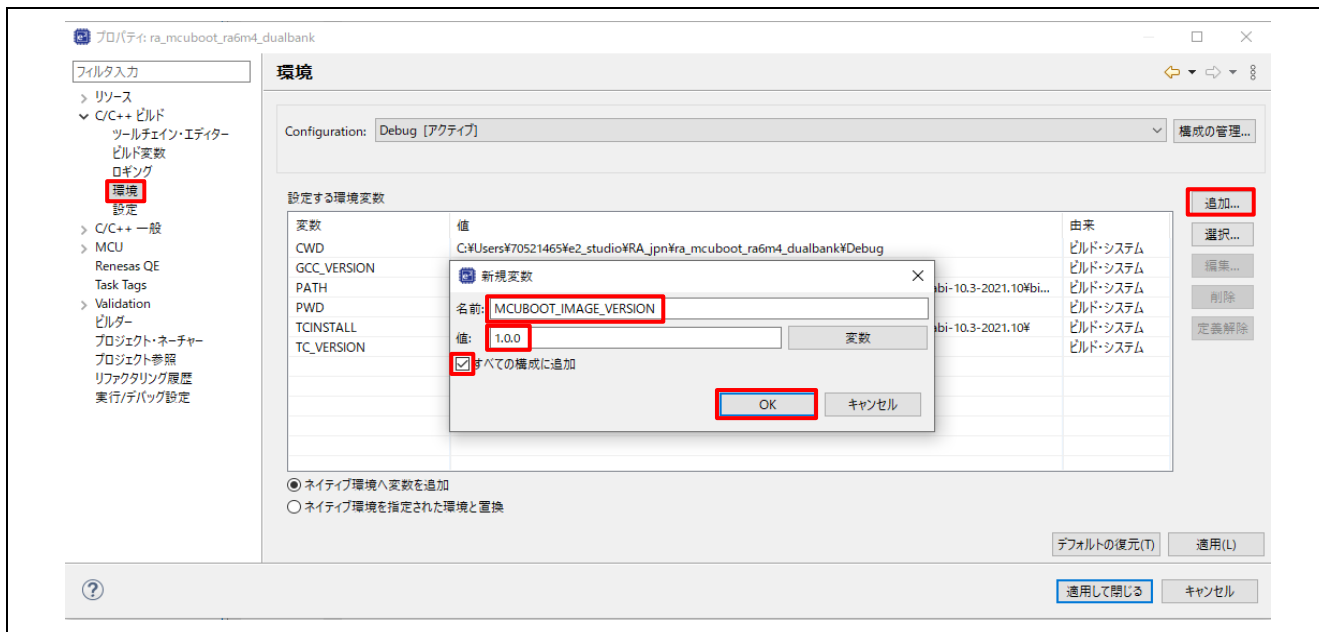 プロパティ: ra_mcuboot_ra6m4_dualbank
フィルタ入力
環境
リソース
C/C++ ビルド
ツールチェイン・エディター
ビルド変数
ロギング
環境
設定
C/C++ 一般
MCU
Renesas QE
Task Tags
Validation
ビルダー
プロジェクト・ネーチャー
プロジェクト参照
リファクタリング履歴
実行/デバッグ設定
Configuration: Debug [アクティブ] 構成の管理...
設定する環境変数
追加...
選択...
編集...
削除
定義解除
変数 値 由来
CWD C:¥Users¥70521465¥e2_studio¥RA_jpn¥ra_mcuboot_ra6m4_dualbank¥Debug ビルド・システム
GCC_VERSION ビルド・システム
PATH abi-10.3-2021.10¥bi... ビルド・システム
PWD ビルド・システム
TCINSTALL abi-10.3-2021.10¥ ビルド・システム
TC_VERSION ビルド・システム
新規変数
名前: MCUBOOT_IMAGE_VERSION
値: 1.0.0 変数
すべての構成に追加
OK キャンセル
ネイティブ環境へ変数を追加
ネイティブ環境を指定された環境と置換
デフォルトの復元(T) 適用(L)
? 適用して閉じる キャンセル